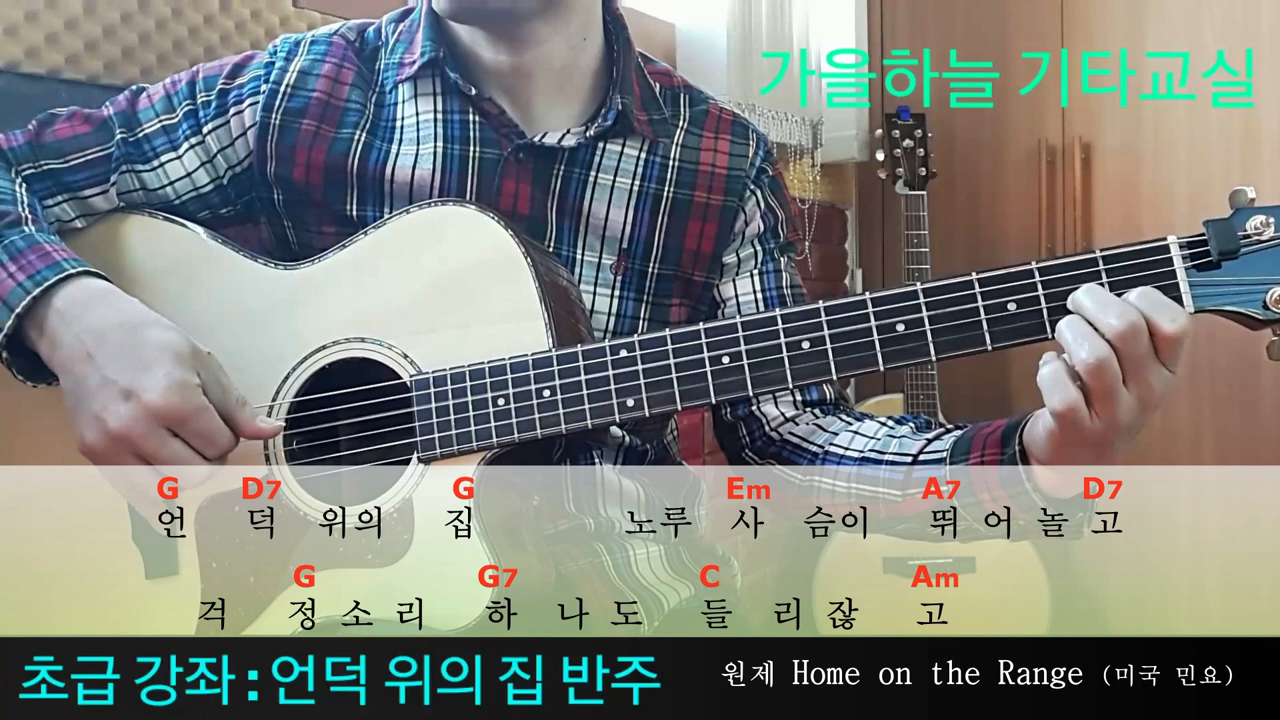 가을하늘 기타교실
G D7 G Em A7 D7
언 덕 위의 집 노루 사 슴이 뛰 어 놀 고
G G7 C Am
걱 정 소 리 하 나 도 들 리 잖 고
초급 강좌 : 언덕 위의 집 반주
원제 Home on the Range (미국 민요)